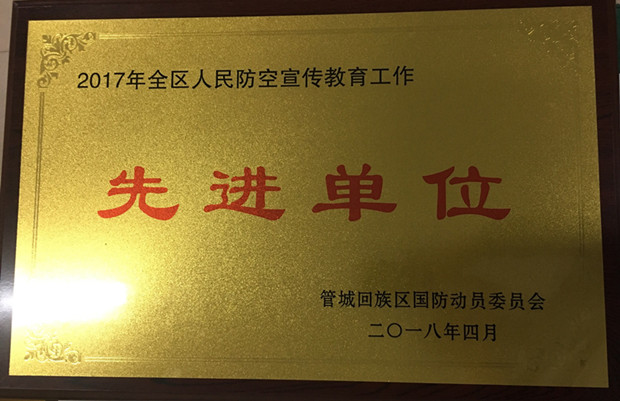 2017年全区人民防空宣传教育工作
先进单位
管城回族区国防动员委员会
二〇一八年四月